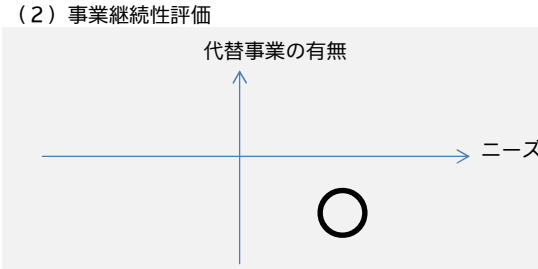 （２）事業継続性評価
代替事業の有無
ニーズ